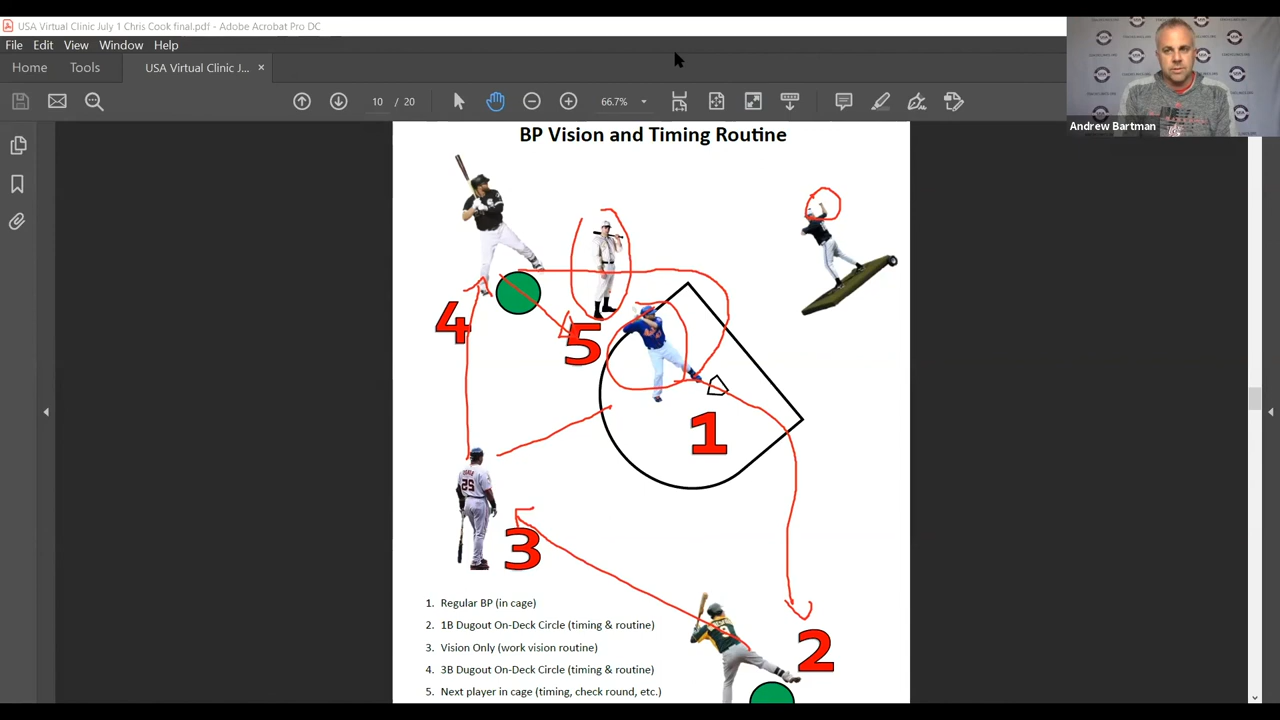 USA Virtual Clinic July 1 Chris Cook final.pdf - Adobe Acrobat Pro DC
File Edit View Window Help
Home Tools USA Virtual Clinic J... ×
10 / 20 66.7%
Andrew Bartman
BP Vision and Timing Routine
4
5
1
3
2
1. Regular BP (in cage)
2. 1B Dugout On-Deck Circle (timing & routine)
3. Vision Only (work vision routine)
4. 3B Dugout On-Deck Circle (timing & routine)
5. Next player in cage (timing, check round, etc.)